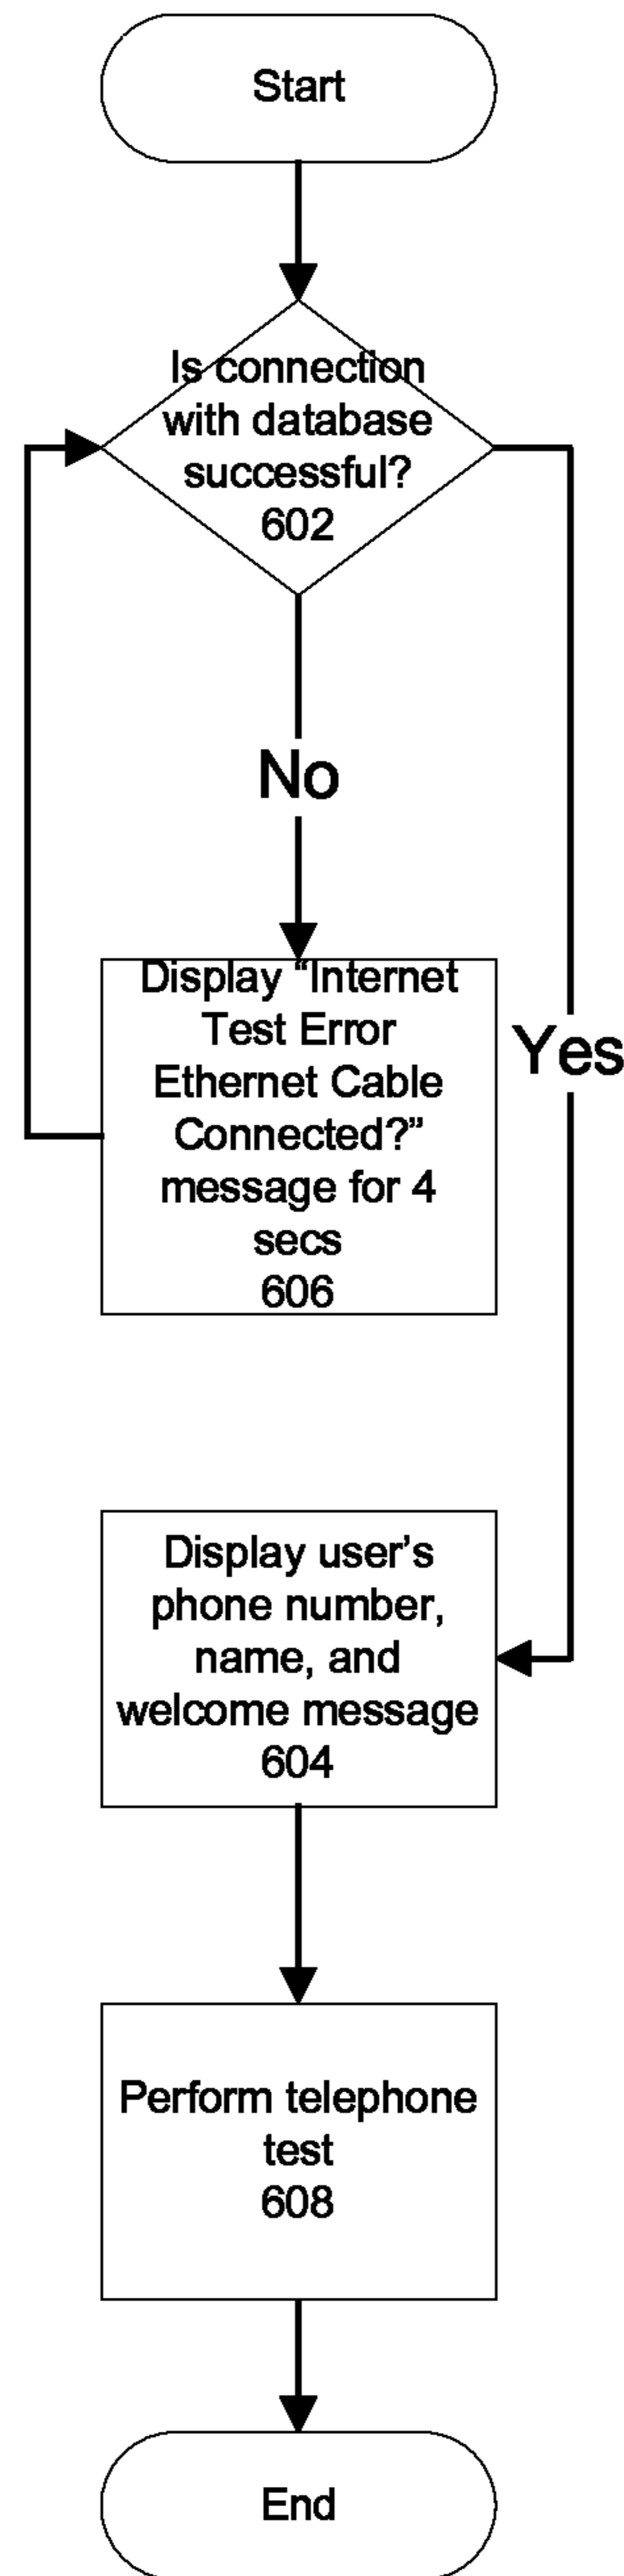 Start
Is connection
with database
successful?
602
No
Display “Internet
Test Error
Ethernet Cable
Connected?”
message for 4
secs
606
Yes
Display user’s
phone number,
name, and
welcome message
604
Perform telephone
test
608
End